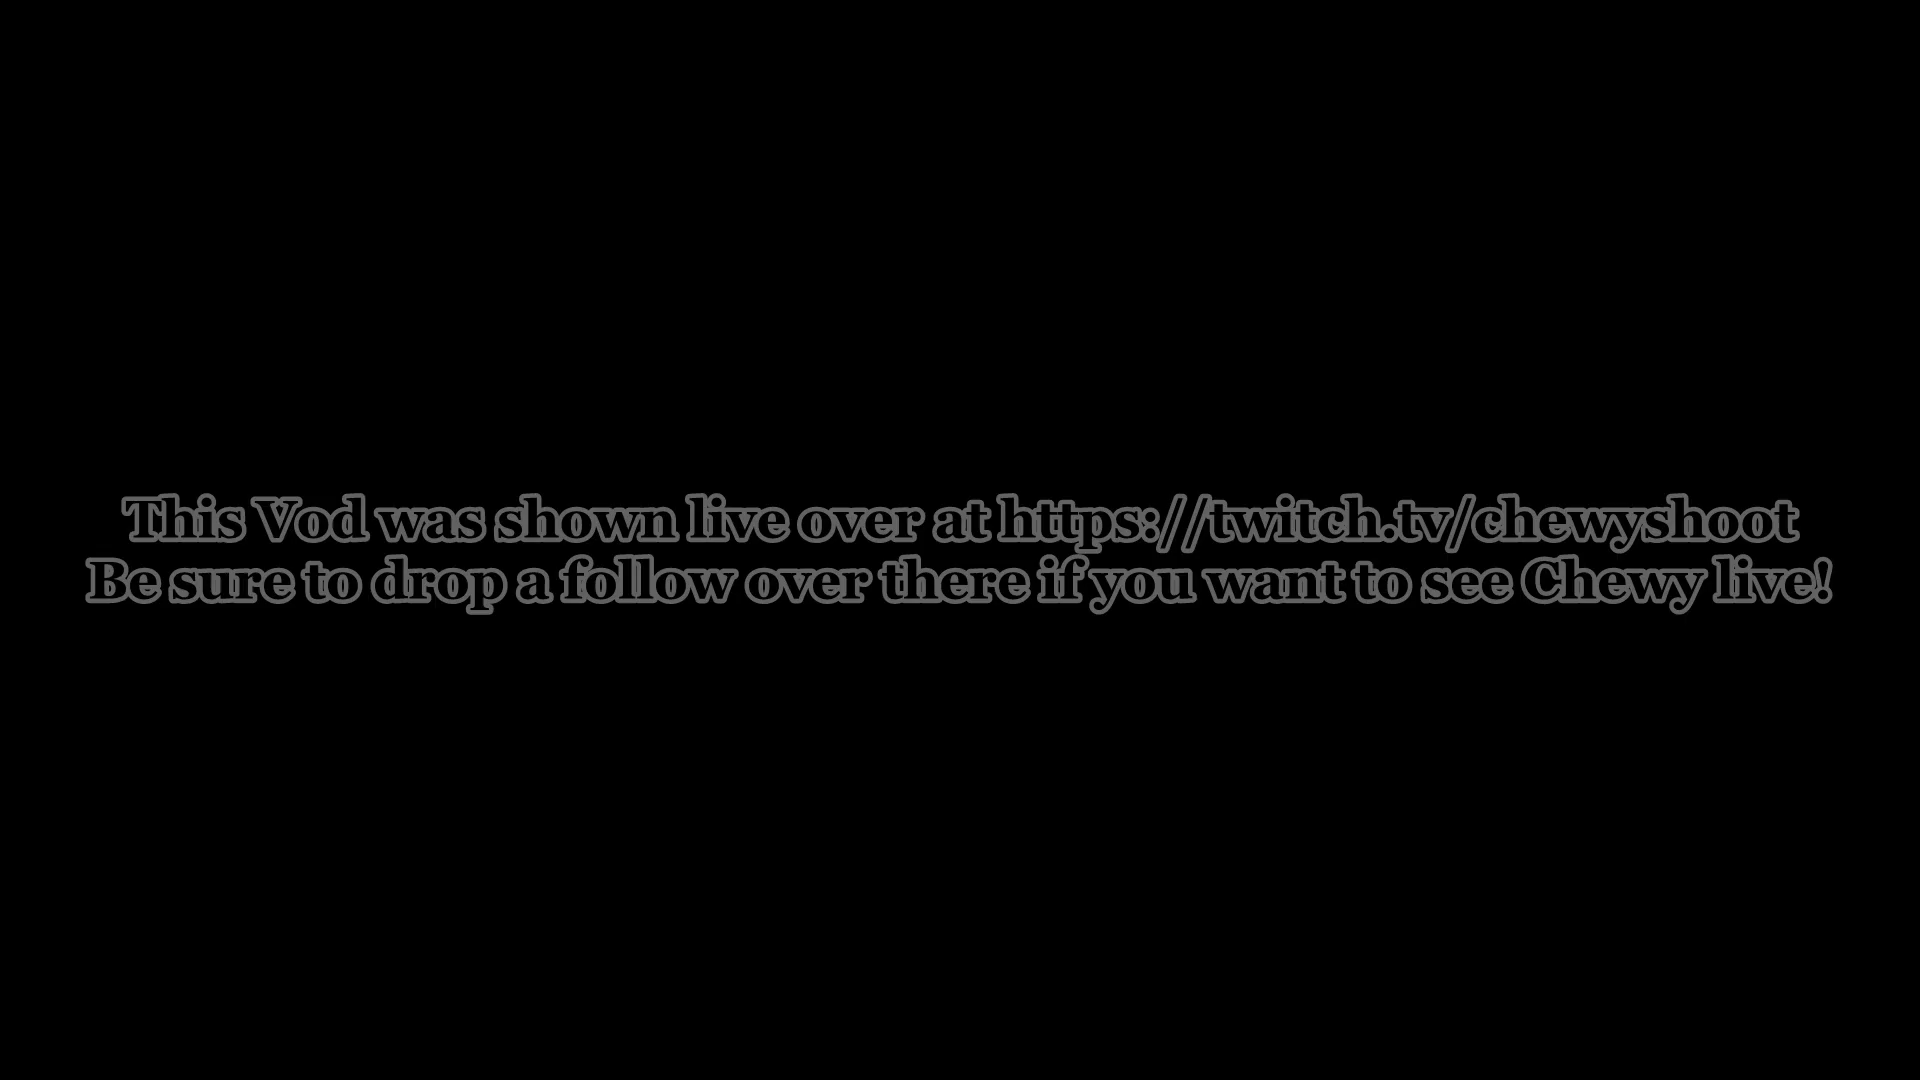 This Vod was shown live over at https://twitch.tv/chewyshoot
Be sure to drop a follow over there if you want to see Chewy live!